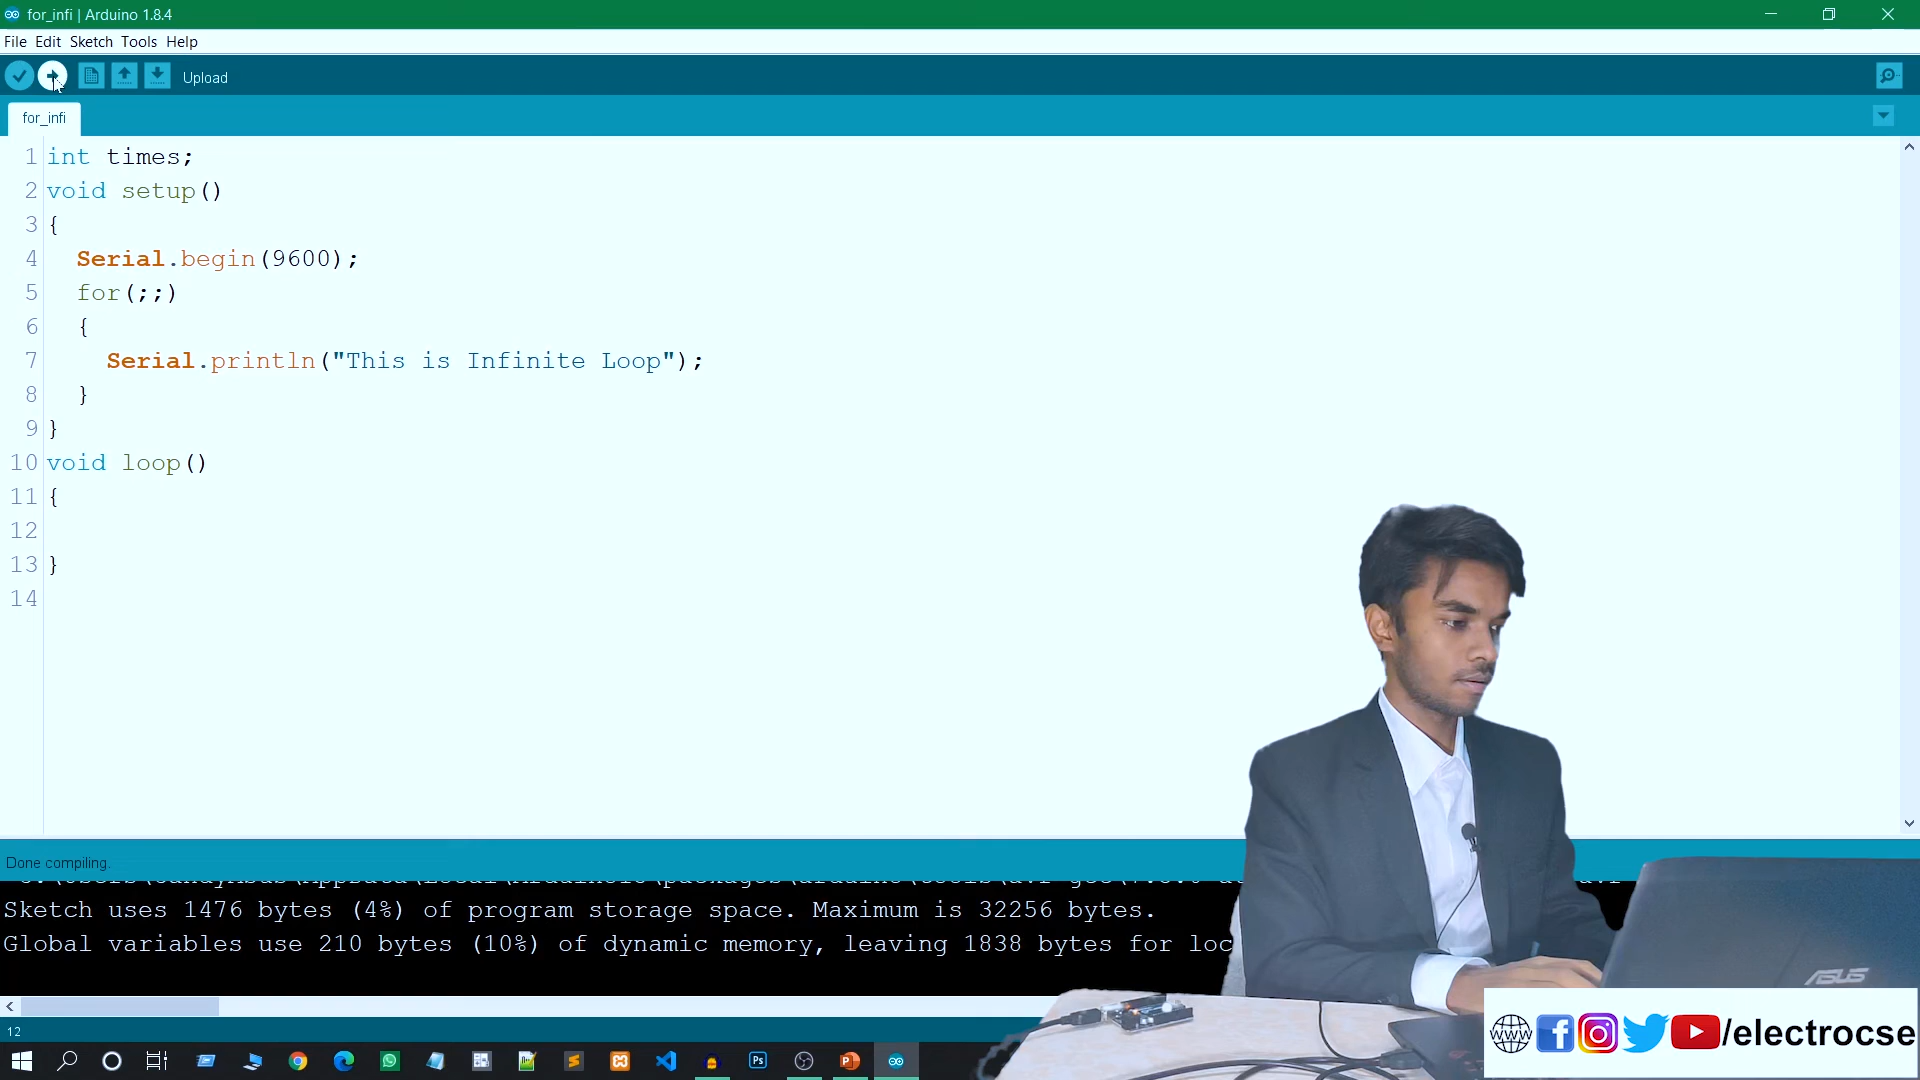 for_infi | Arduino 1.8.4
File Edit Sketch Tools Help
Upload
for_infi
1 int times;
2 void setup()
3 {
4 Serial.begin(9600);
5 for(;;)
6 {
7 Serial.println("This is Infinite Loop");
8 }
9 }
10 void loop()
11 {
12
13 }
14
Done compiling.
Sketch uses 1476 bytes (4%) of program storage space. Maximum is 32256 bytes.
Global variables use 210 bytes (10%) of dynamic memory, leaving 1838 bytes for loc
ASUS
12
Ps
www f /electrocse